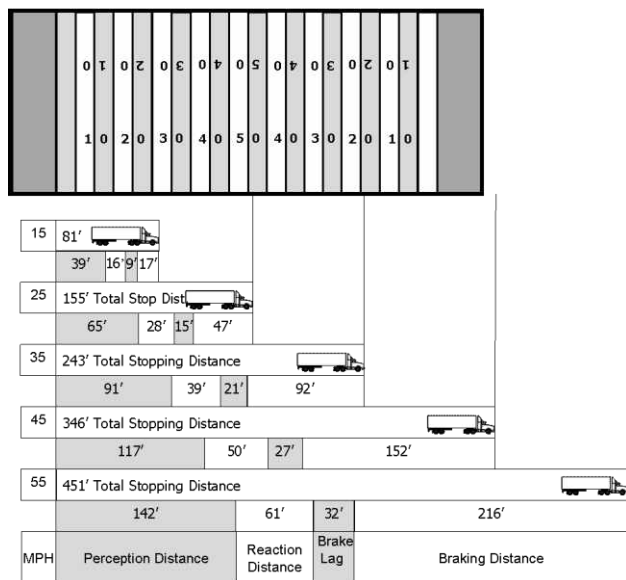 0 1 0 2 0 3 0 4 0 5 0 4 0 3 0 2 0 1
1 0 2 0 3 0 4 0 5 0 4 0 3 0 2 0 1 0
15 81'
39' 16' 9' 17'
25 155' Total Stop Dist
65' 28' 15' 47'
35 243' Total Stopping Distance
91' 39' 21' 92'
45 346' Total Stopping Distance
117' 50' 27' 152'
55 451' Total Stopping Distance
142' 61' 32' 216'
MPH Perception Distance Reaction Distance Brake Lag Braking Distance